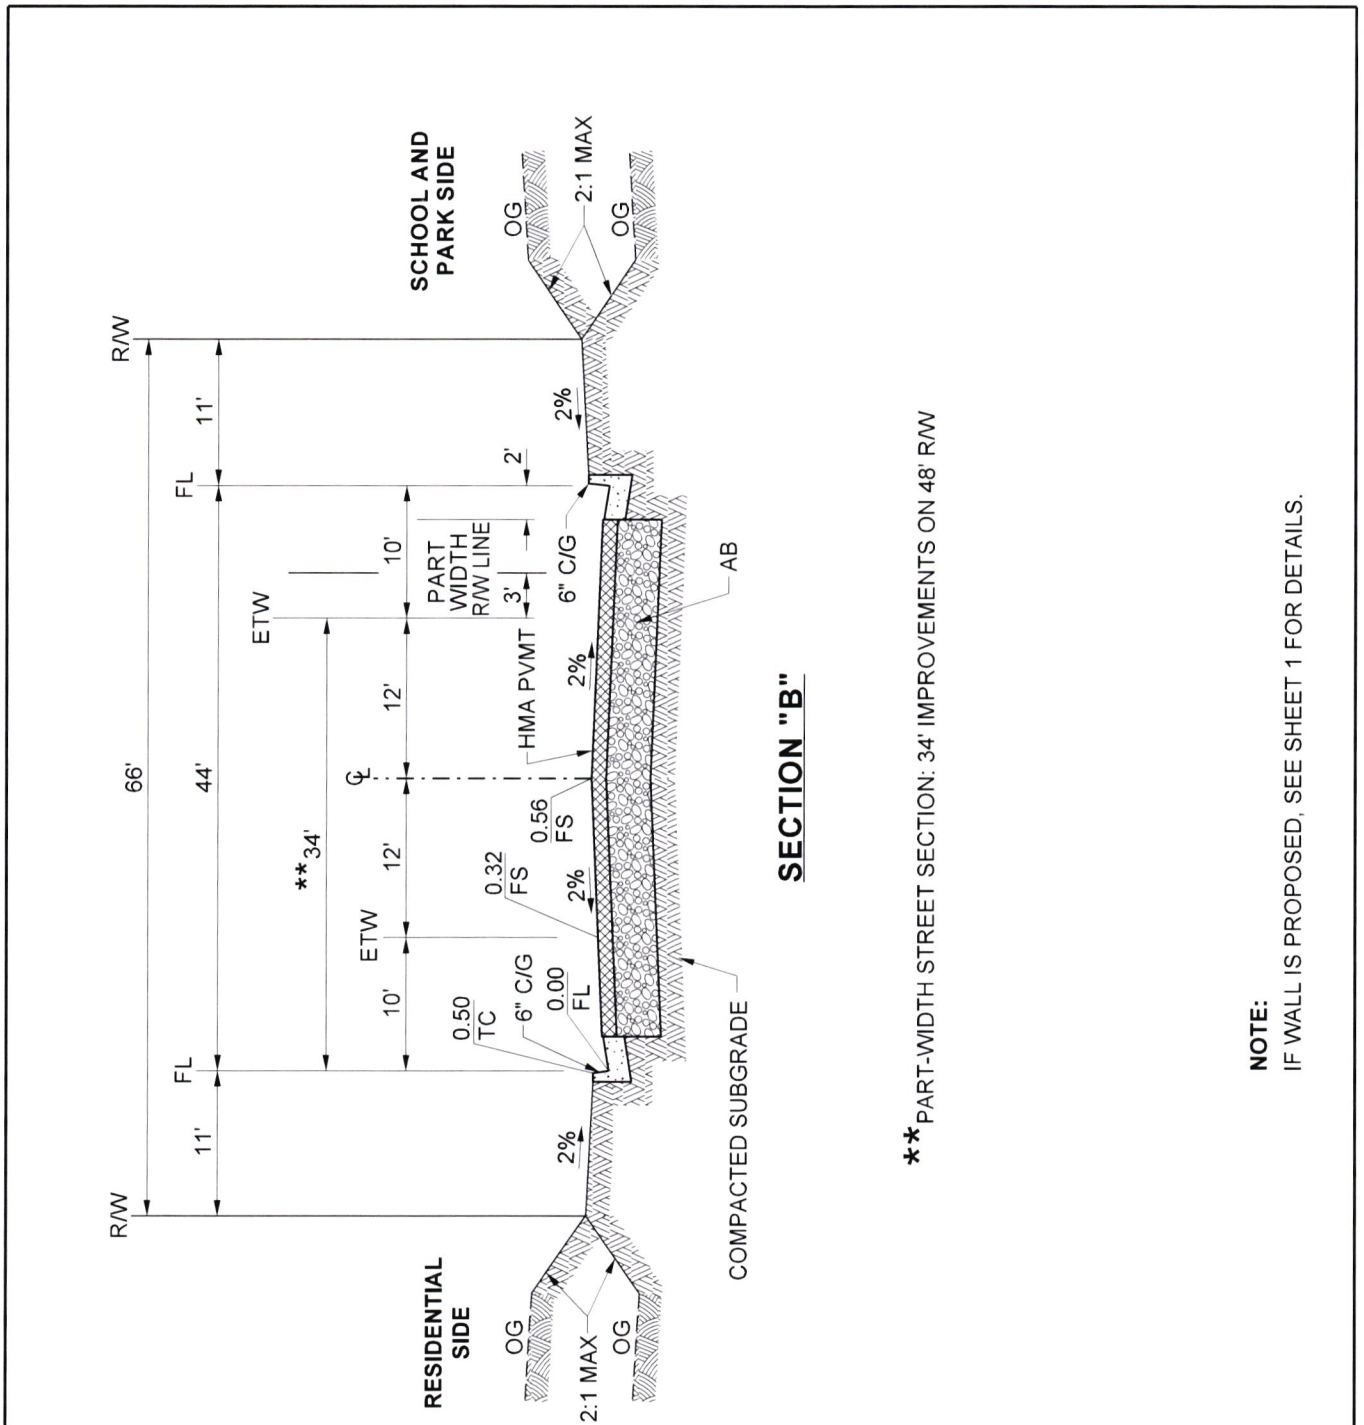 R/W
R/W
66'
FL
FL
11'
44'
11'
ETW
**34'
ETW
℄
10'
12'
12'
10'
RESIDENTIAL
SIDE
SCHOOL AND
PARK SIDE
PART
WIDTH
R/W LINE
0.50
TC
0.32
FS
6" C/G
0.00
FL
0.56
FS
HMA PVMT
3'
2'
6" C/G
OG
OG
2%
2%
2%
2%
2:1 MAX
2:1 MAX
OG
OG
COMPACTED SUBGRADE
AB
SECTION "B"
**PART-WIDTH STREET SECTION: 34' IMPROVEMENTS ON 48' R/W
NOTE:
IF WALL IS PROPOSED, SEE SHEET 1 FOR DETAILS.